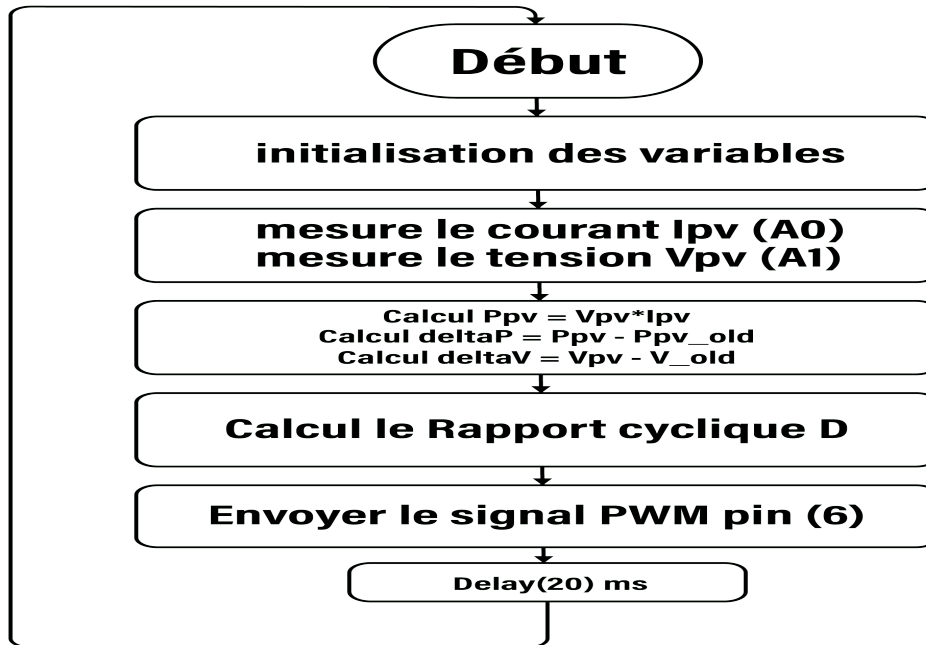 Début
initialisation des variables
mesure le courant Ipv (A0)
mesure le tension Vpv (A1)
Calcul Ppv = Vpv*Ipv
Calcul deltaP = Ppv - Ppv_old
Calcul deltaV = Vpv - V_old
Calcul le Rapport cyclique D
Envoyer le signal PWM pin (6)
Delay(20) ms